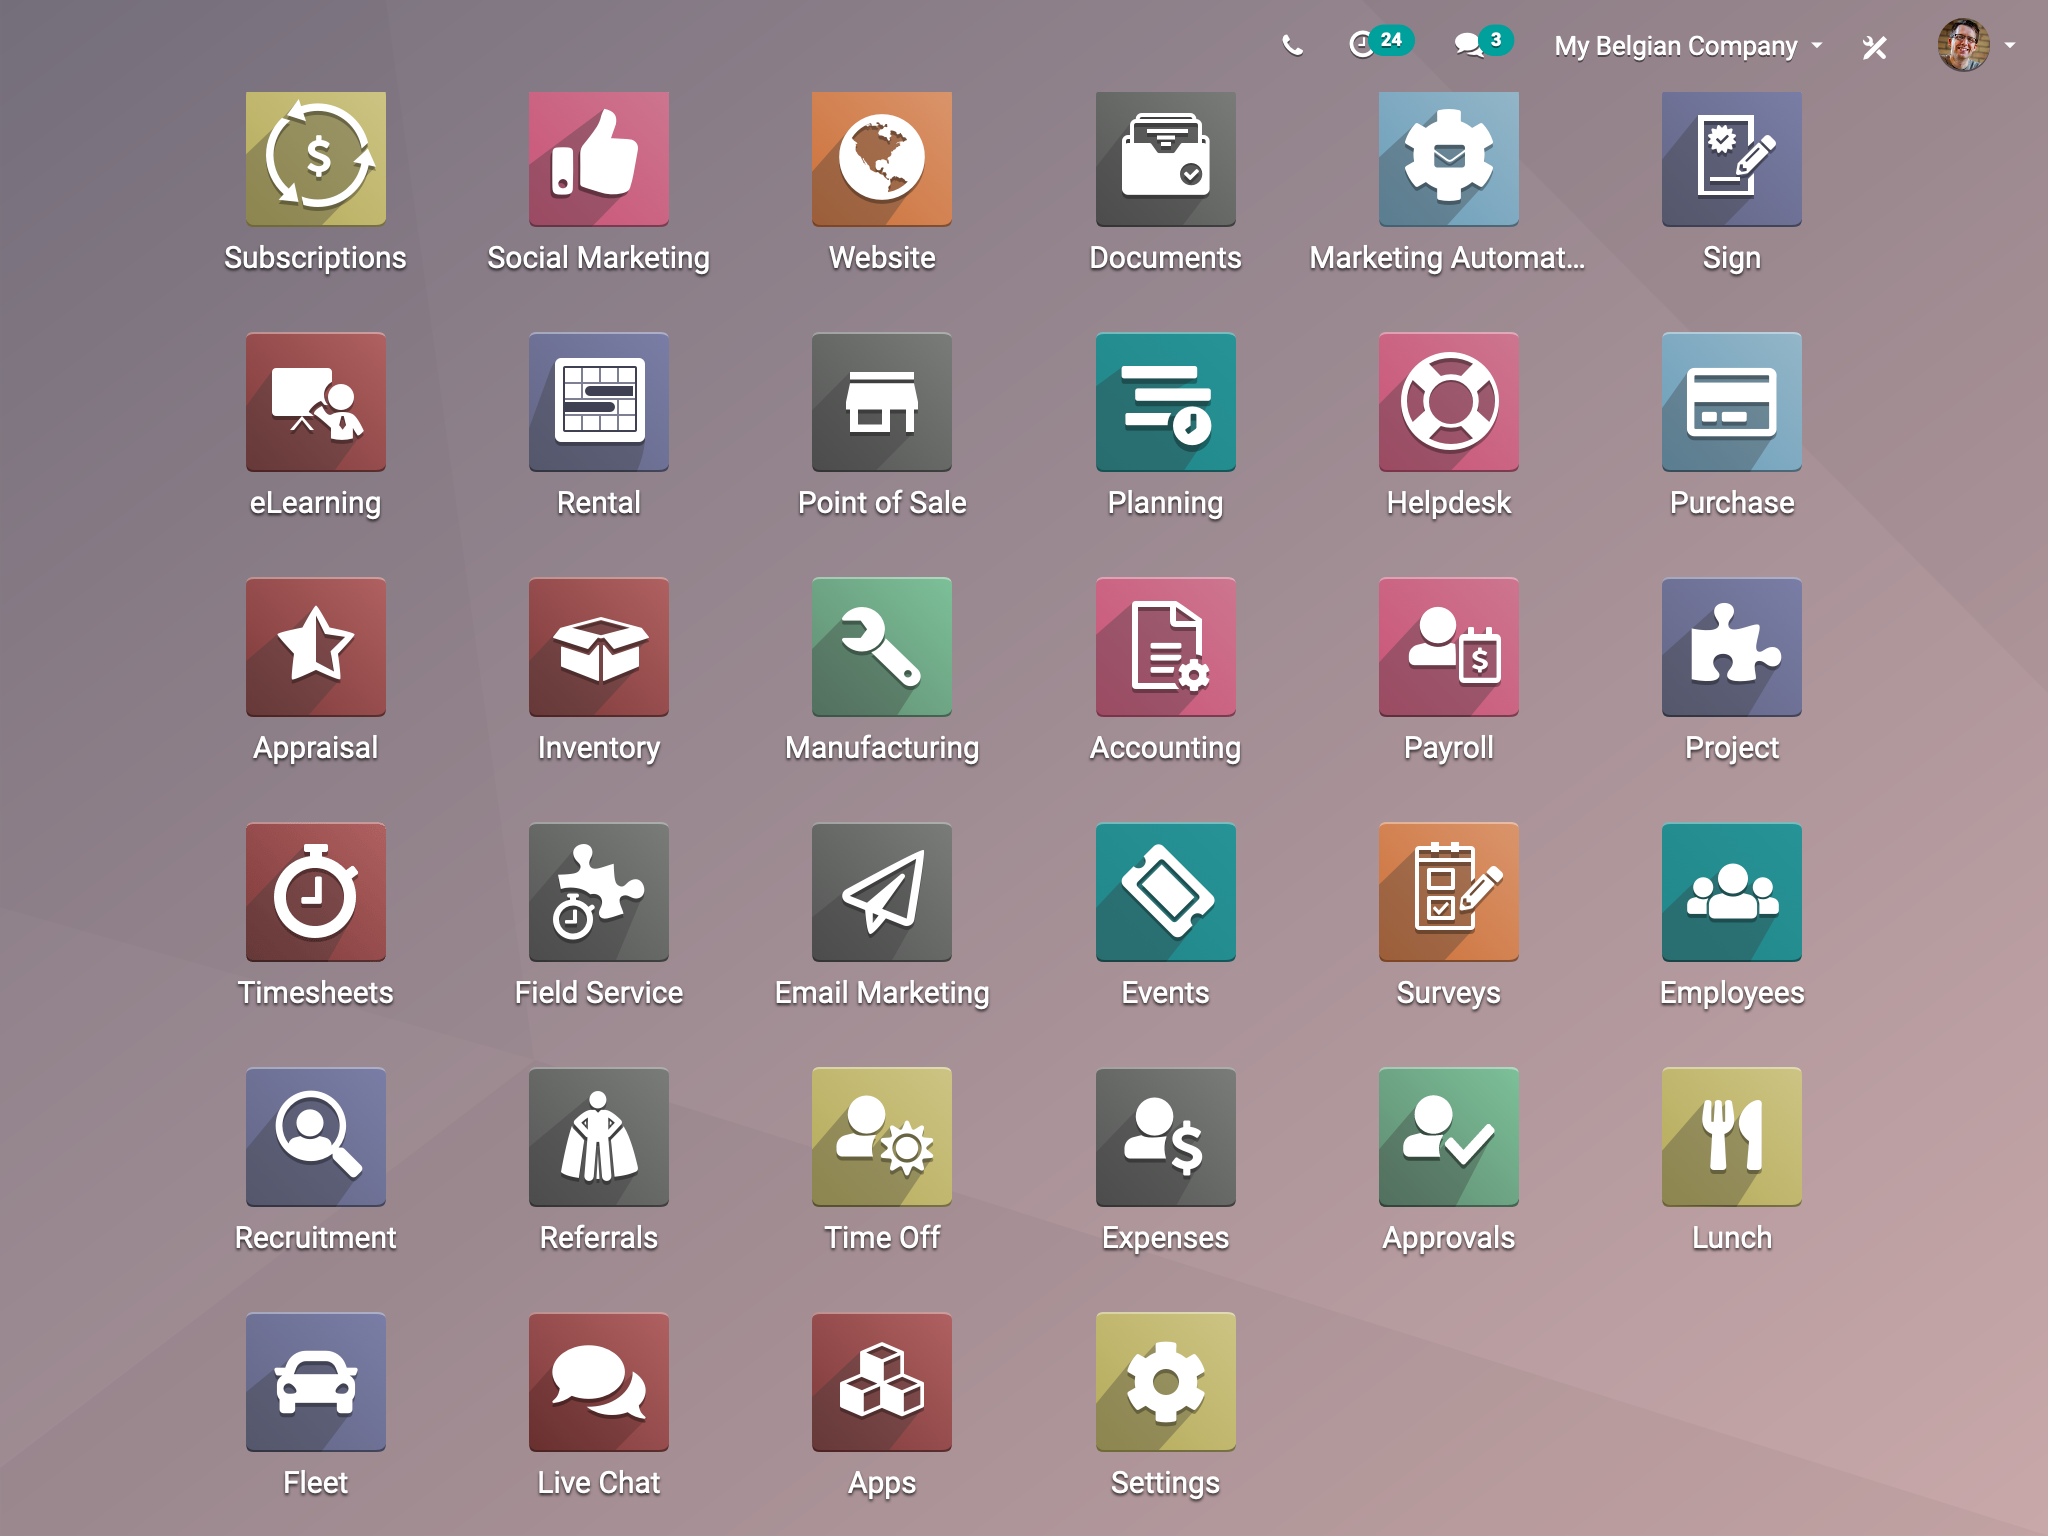 24 3 My Belgian Company
Subscriptions Social Marketing Website Documents Marketing Automat... Sign
eLearning Rental Point of Sale Planning Helpdesk Purchase
Appraisal Inventory Manufacturing Accounting Payroll Project
Timesheets Field Service Email Marketing Events Surveys Employees
Recruitment Referrals Time Off Expenses Approvals Lunch
Fleet Live Chat Apps Settings